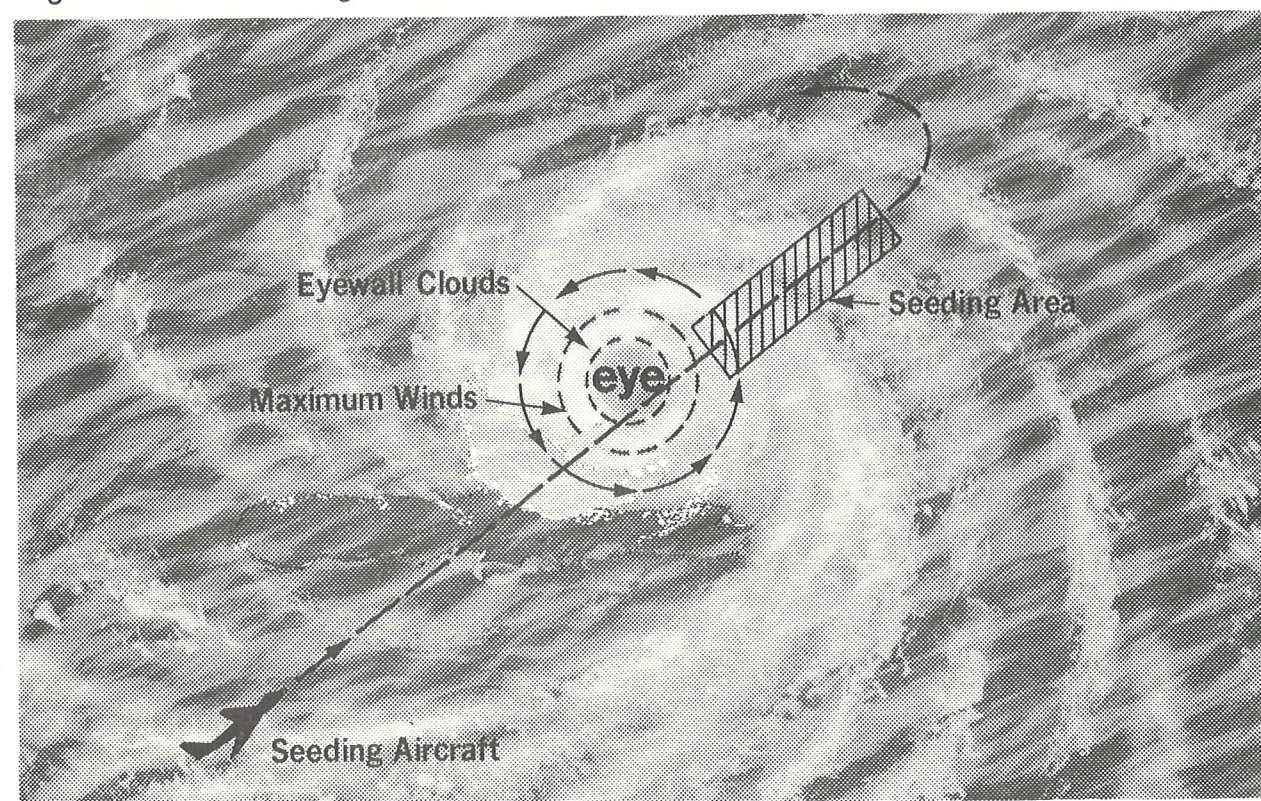 Eyewall Clouds
Seeding Area
eye
Maximum Winds
Seeding Aircraft